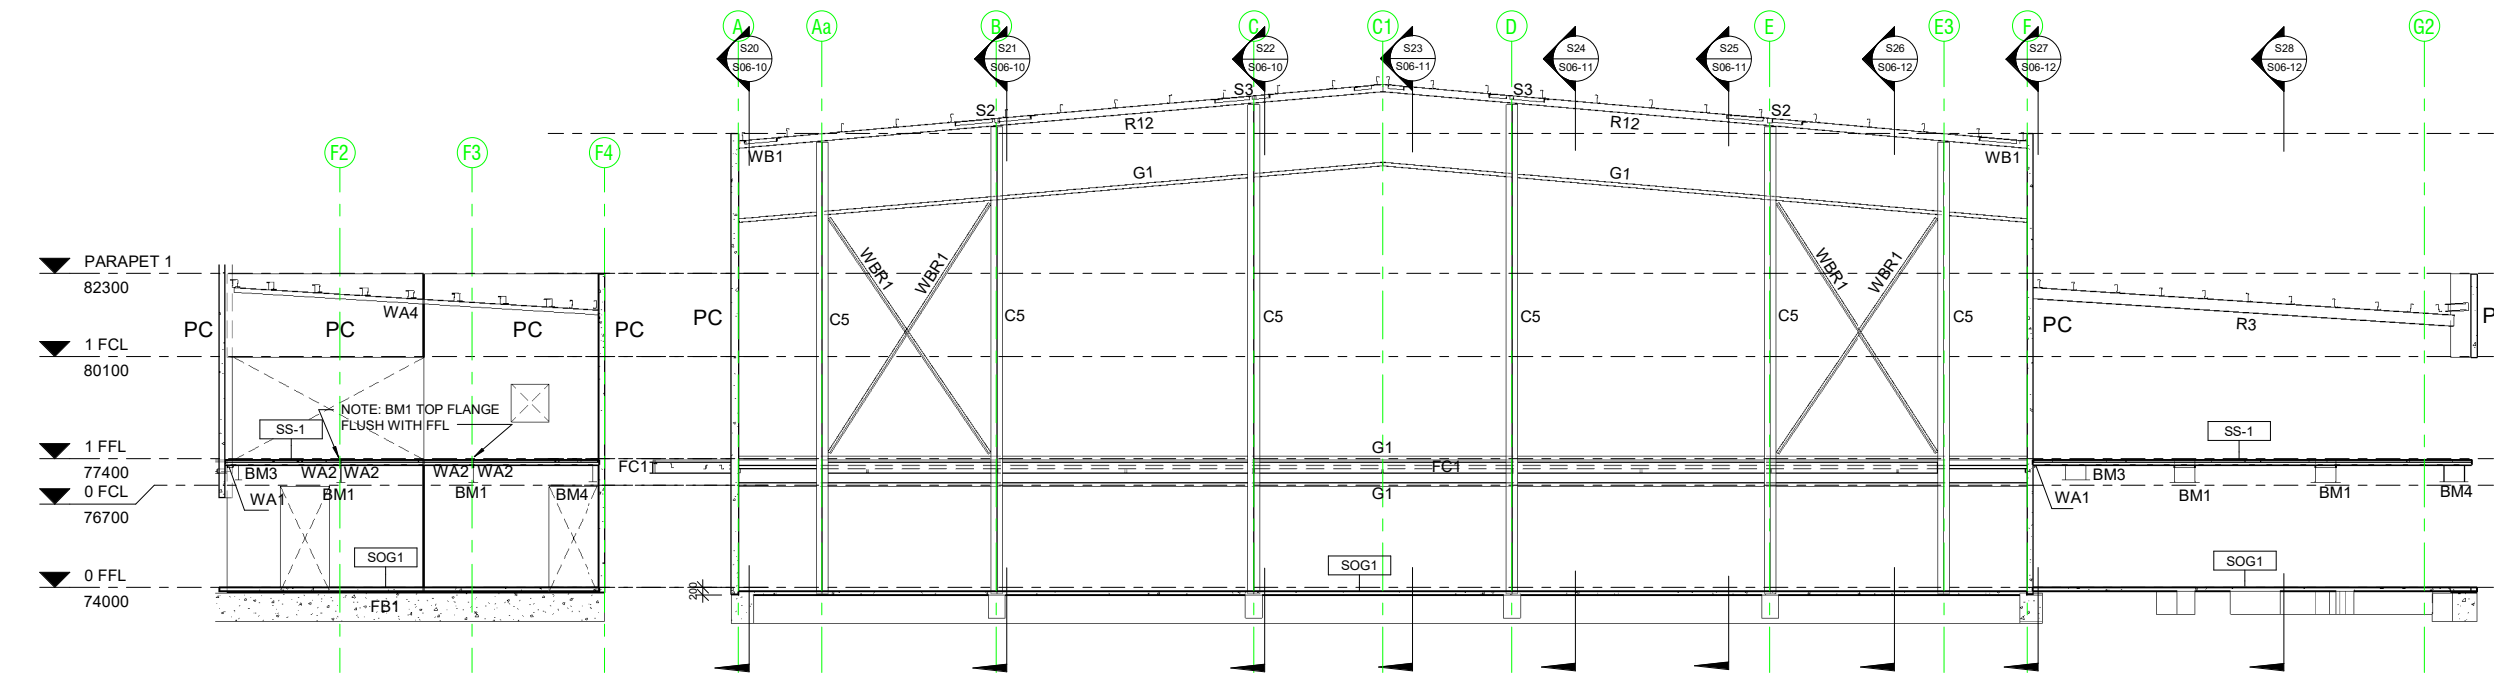 A Aa B C C1 D E E3 F G2
S20 S21 S22 S23 S24 S25 S26 S27 S28
S06-10 S06-10 S06-10 S06-11 S06-11 S06-11 S06-12 S06-12 S06-12
S2 S3 S3 S2
R12 R12
F2 F3 F4
WB1 WB1
G1 G1
PARAPET 1
82300
WBR1 WBR1 WBR1 WBR1
WA4
PC PC PC PC PC PC
C5 C5 C5 C5 C5 C5
R3
1 FCL
80100
NOTE: BM1 TOP FLANGE
FLUSH WITH FFL
SS-1 SS-1
1 FFL
77400
G1
FC1 FC1
BM3 WA2 WA2 WA2 WA2 BM3
0 FCL
76700
WA1 BM1 BM1 BM4 G1 WA1 BM1 BM1 BM4
SOG1 SOG1 SOG1
0 FFL
74000
200
FB1